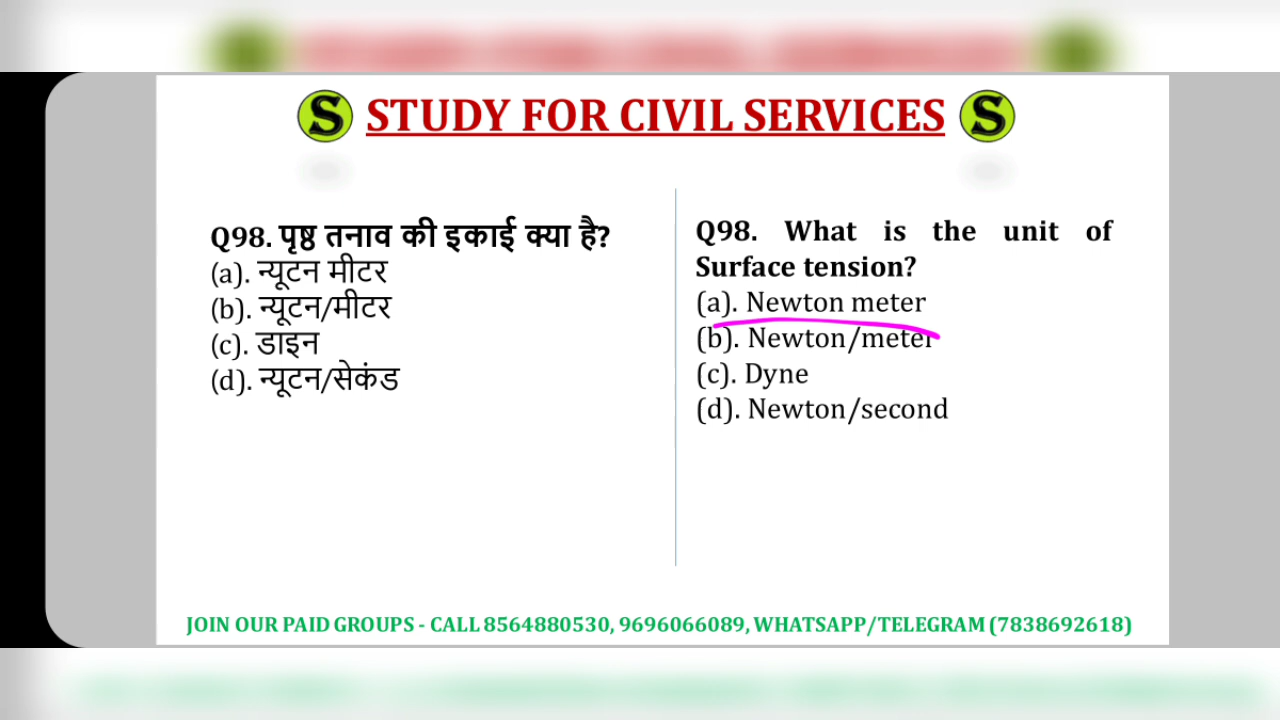 S STUDY FOR CIVIL SERVICES S
Q98. पृष्ठ तनाव की इकाई क्या है?
(a). न्यूटन मीटर
(b). न्यूटन/मीटर
(c). डाइन
(d). न्यूटन/सेकंड
Q98. What is the unit of
Surface tension?
(a). Newton meter
(b). Newton/meter
(c). Dyne
(d). Newton/second
JOIN OUR PAID GROUPS - CALL 8564880530, 9696066089, WHATSAPP/TELEGRAM (7838692618)